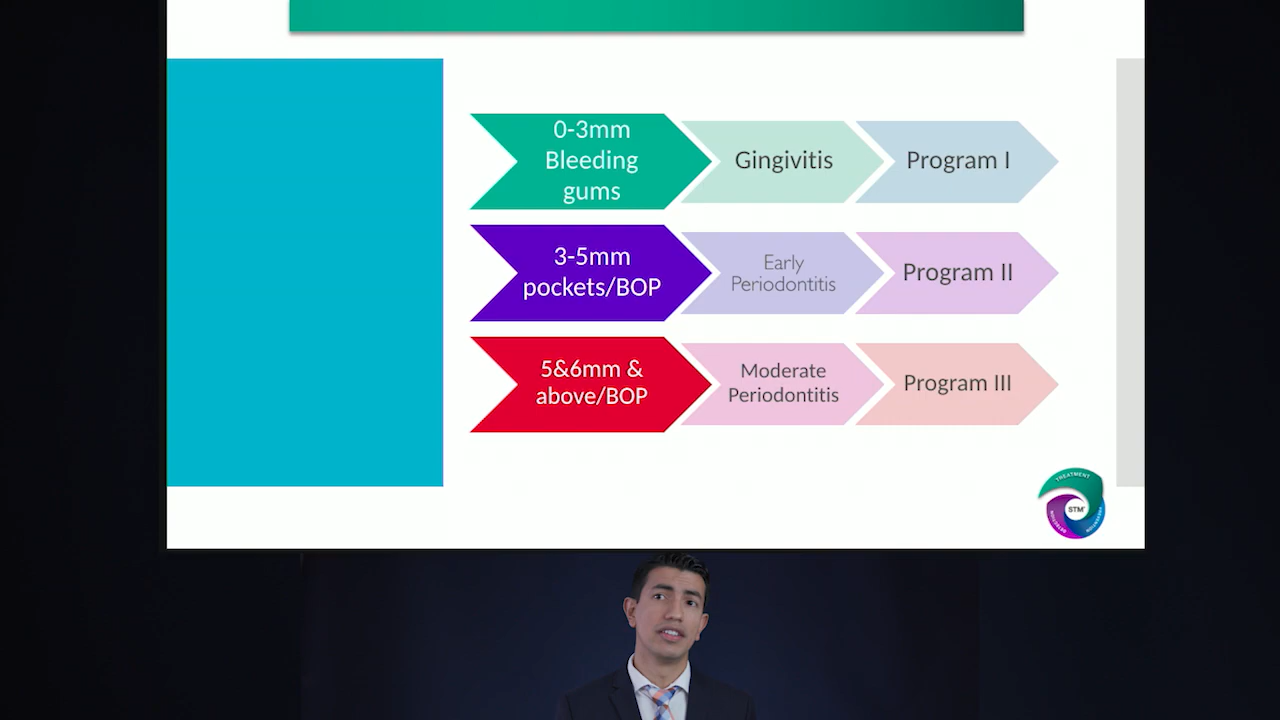 0-3mm
Bleeding
gums
Gingivitis
Program I
3-5mm
pockets/BOP
Early
Periodontitis
Program II
5&6mm &
above/BOP
Moderate
Periodontitis
Program III
TREATMENT
STM